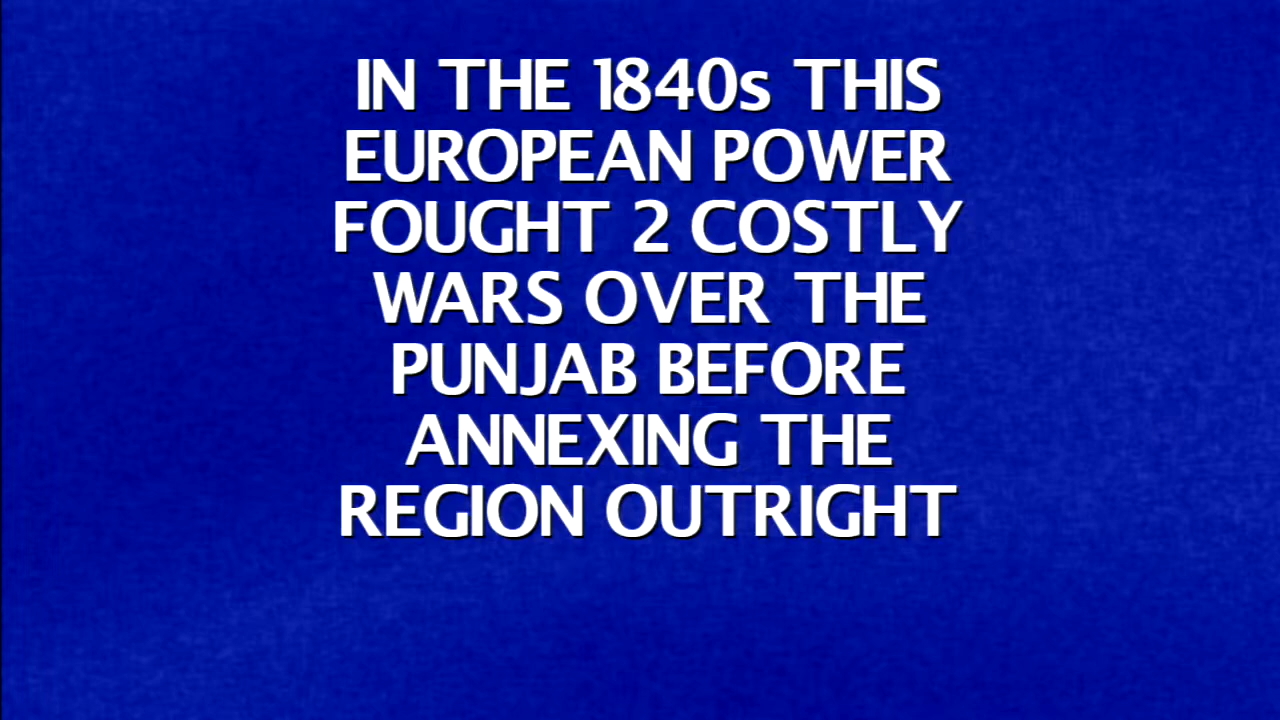 IN THE 1840s THIS
EUROPEAN POWER
FOUGHT 2 COSTLY
WARS OVER THE
PUNJAB BEFORE
ANNEXING THE
REGION OUTRIGHT